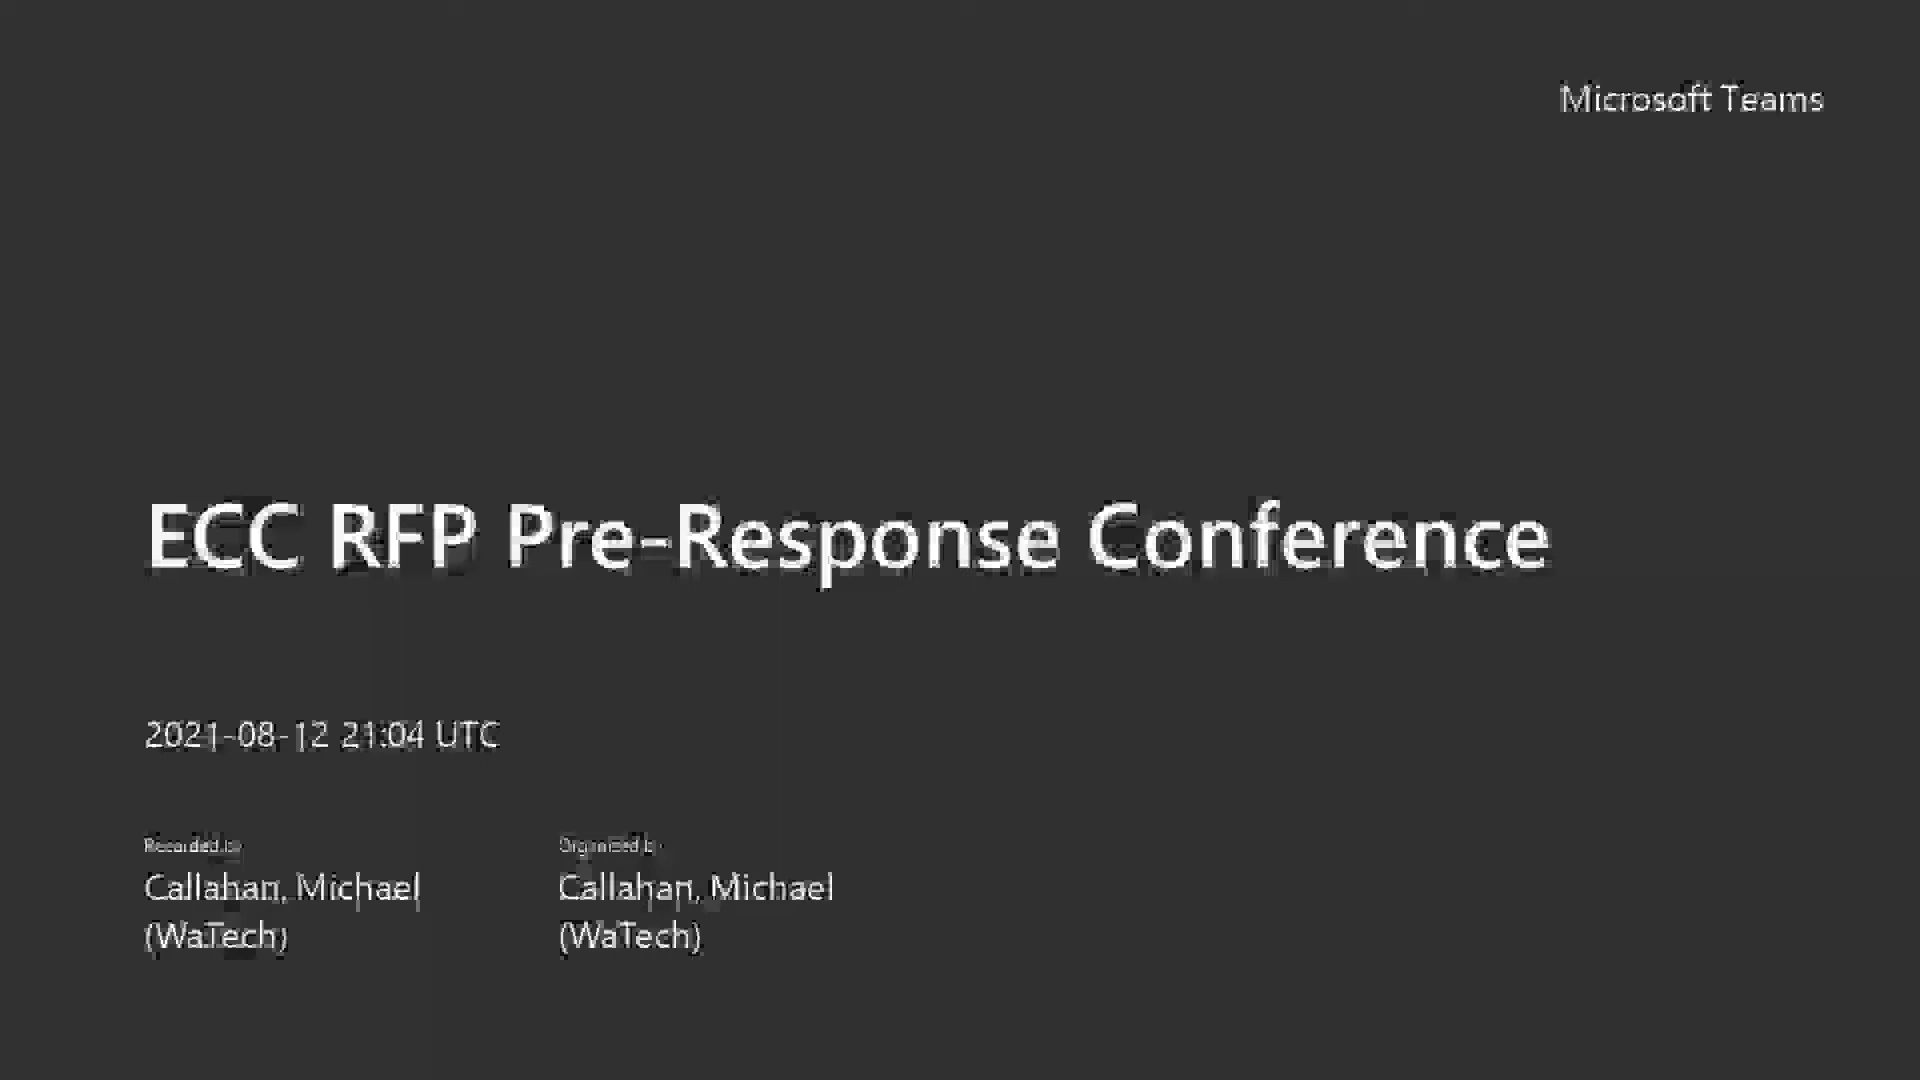 Microsoft Teams
ECC RFP Pre-Response Conference
2021-08-12 21:04 UTC
Recorded by
Organized by
Callahan, Michael
(WaTech)
Callahan, Michael
(WaTech)